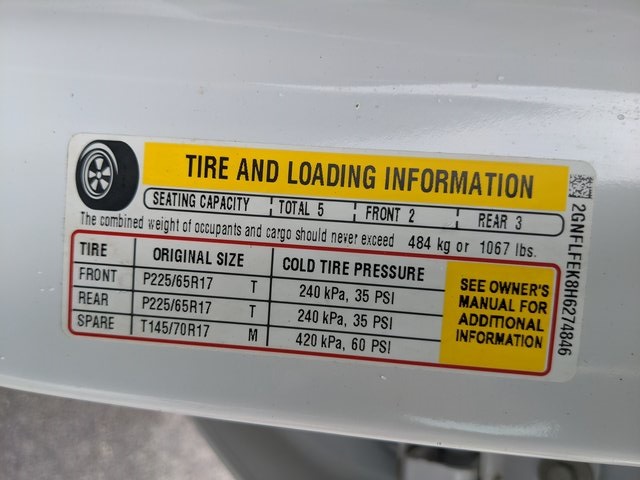 TIRE AND LOADING INFORMATION
SEATING CAPACITY TOTAL 5 FRONT 2 REAR 3
The combined weight of occupants and cargo should never exceed 484 kg or 1067 lbs.
TIRE ORIGINAL SIZE COLD TIRE PRESSURE
FRONT P225/65R17 T 240 kPa, 35 PSI
REAR P225/65R17 T 240 kPa, 35 PSI
SPARE T145/70R17 M 420 kPa, 60 PSI
SEE OWNER'S
MANUAL FOR
ADDITIONAL
INFORMATION
2GNFLFEK8H6274846